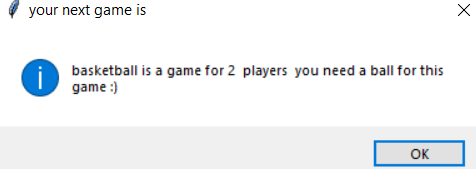 your next game is
basketball is a game for 2  players  you need a ball for this
game :)
OK